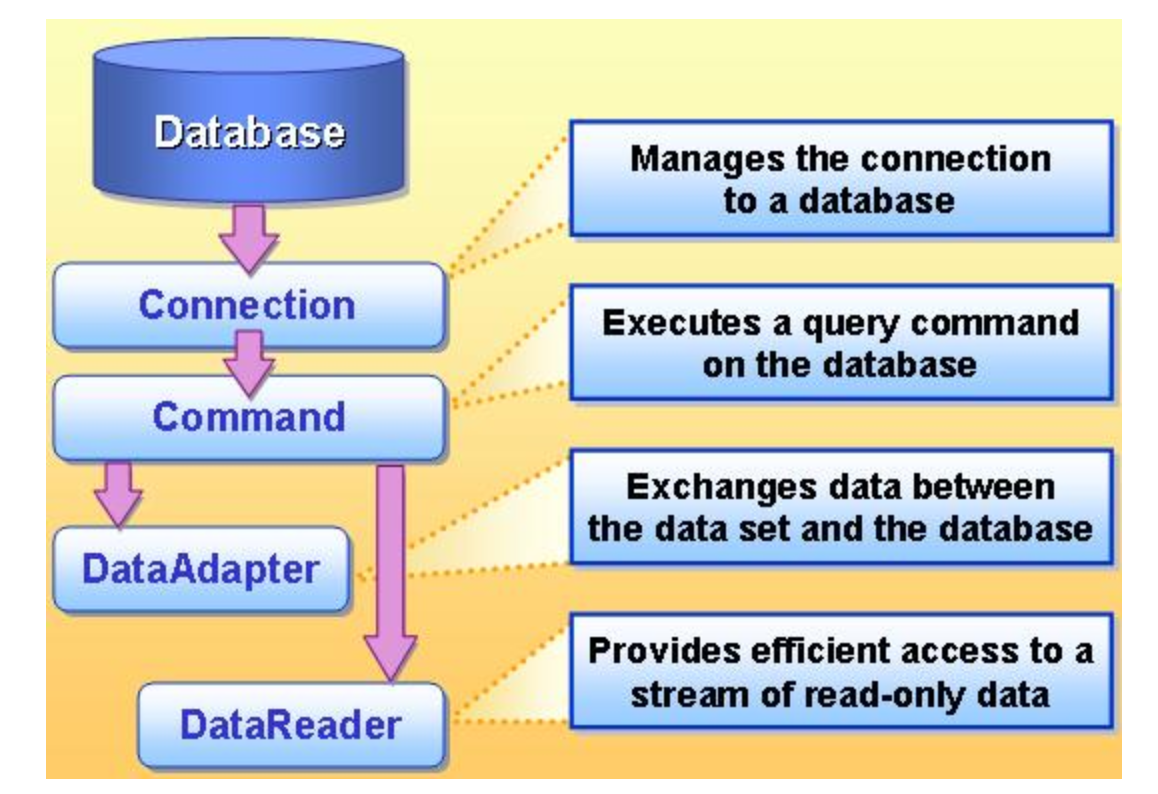 Database
Manages the connection
to a database
Connection
Executes a query command
on the database
Command
Exchanges data between
the data set and the database
DataAdapter
Provides efficient access to a
stream of read-only data
DataReader